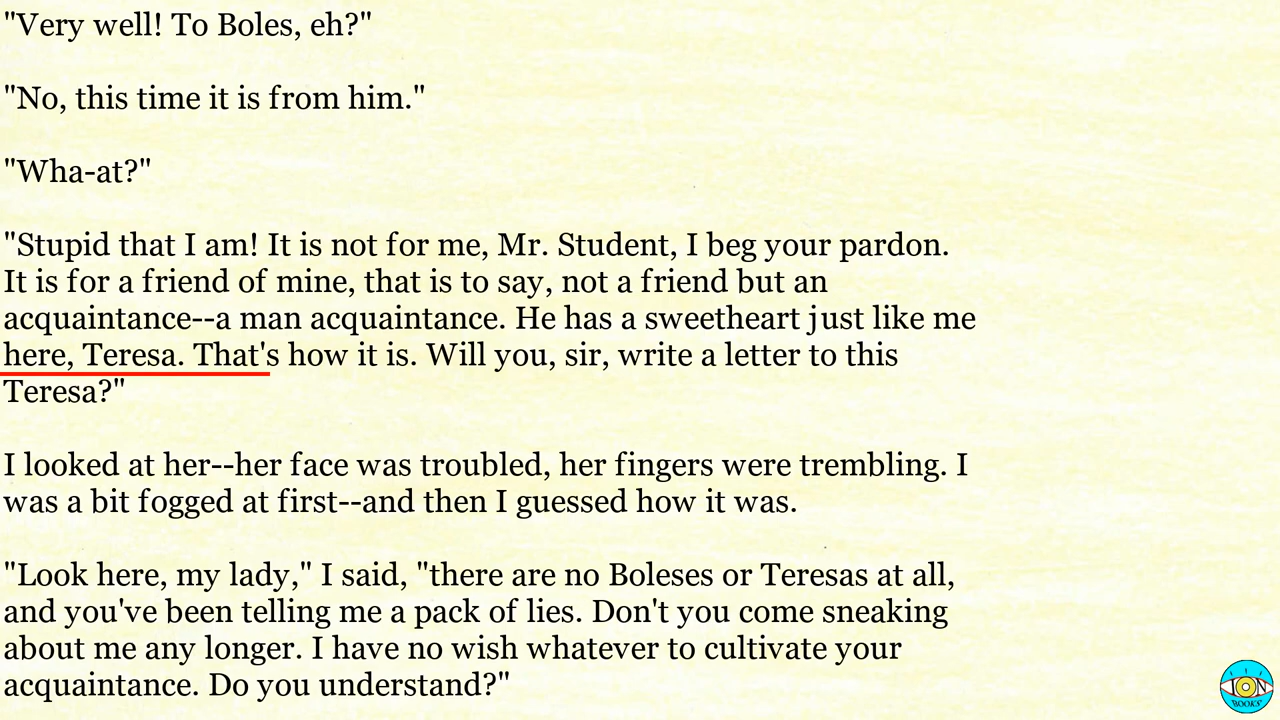 "Very well! To Boles, eh?"
"No, this time it is from him."
"Wha-at?"
"Stupid that I am! It is not for me, Mr. Student, I beg your pardon.
It is for a friend of mine, that is to say, not a friend but an
acquaintance--a man acquaintance. He has a sweetheart just like me
here, Teresa. That's how it is. Will you, sir, write a letter to this
Teresa?"
I looked at her--her face was troubled, her fingers were trembling. I
was a bit fogged at first--and then I guessed how it was.
"Look here, my lady," I said, "there are no Boleses or Teresas at all,
and you've been telling me a pack of lies. Don't you come sneaking
about me any longer. I have no wish whatever to cultivate your
acquaintance. Do you understand?"
ION
BOOKS